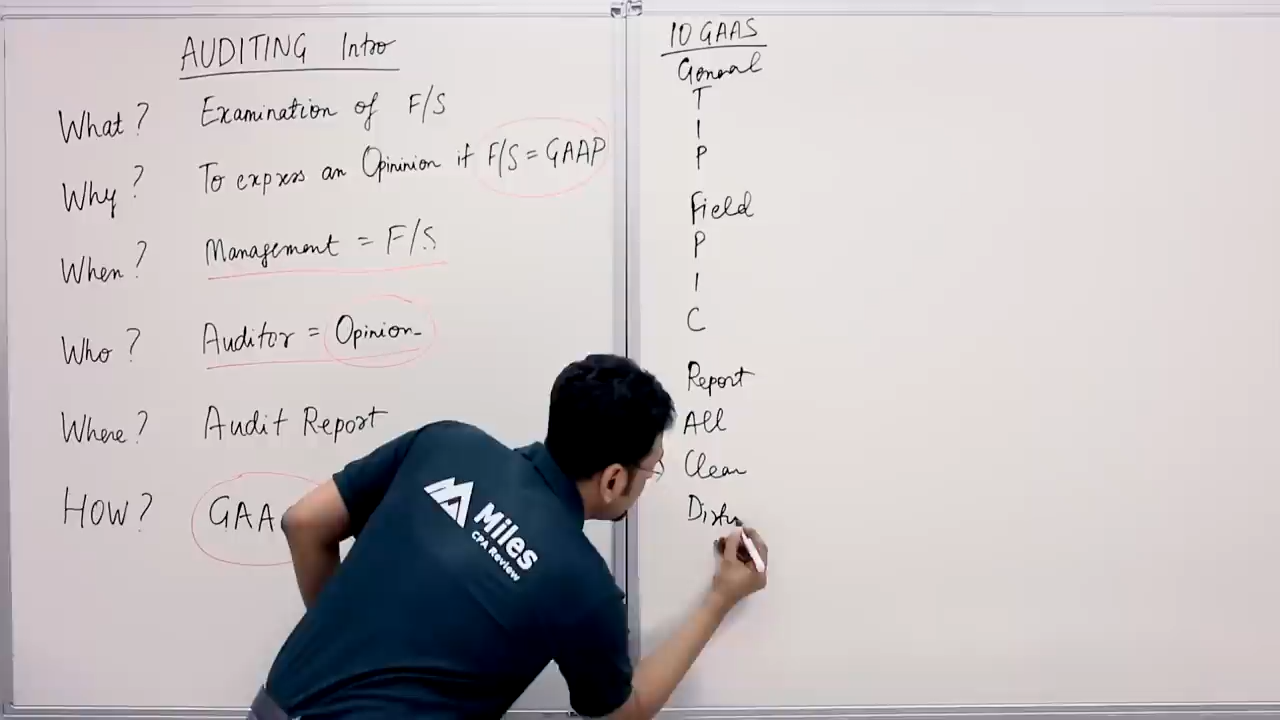 AUDITING Intro
What? Examination of F/S
Why? To express an Opininion if F/S = GAAP
When? Management = F/S
Who? Auditor = Opinion
Where? Audit Report
HOW? GAA
10 GAAS
General
T
I
P
Field
P
I
C
Report
All
Clean
Miles
CPA Review